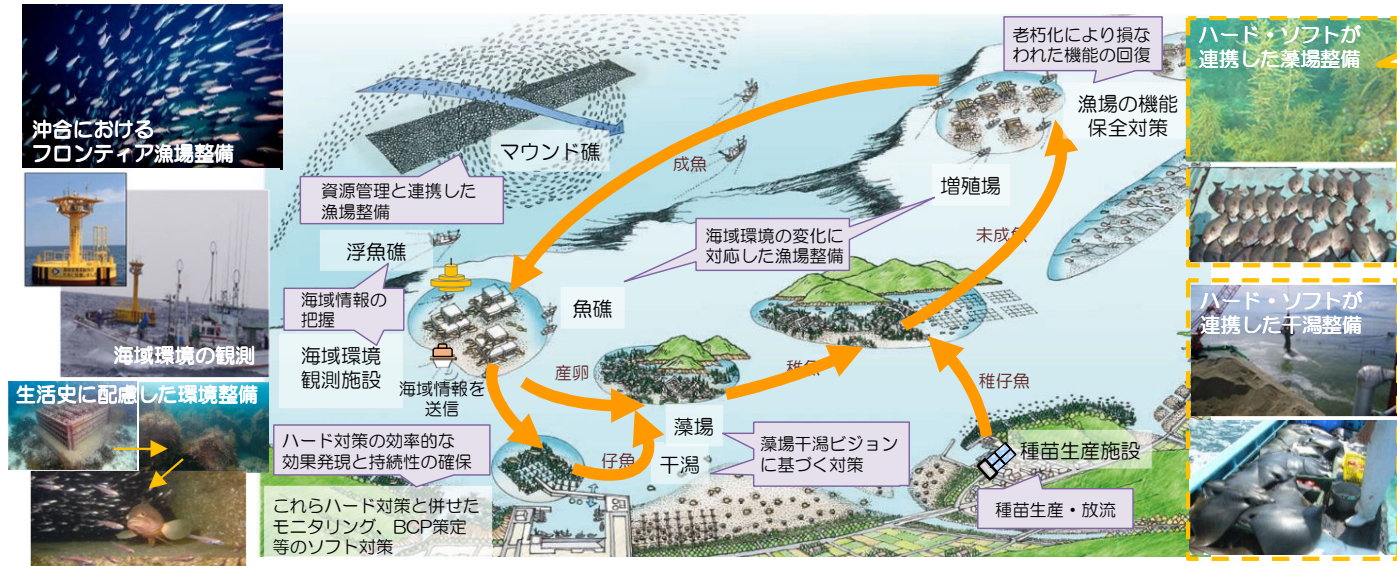 沖合における
フロンティア漁場整備
海域環境の観測
生活史に配慮した環境整備
マウンド礁
資源管理と連携した
漁場整備
浮魚礁
海域情報の
把握
海域環境
観測施設
海域情報を
送信
ハード対策の効率的な
効果発現と持続性の確保
これらハード対策と併せた
モニタリング、BCP策定
等のソフト対策
成魚
魚礁
産卵
仔魚
藻場
干潟
稚魚
海域環境の変化に
対応した漁場整備
藻場干潟ビジョン
に基づく対策
老朽化により損な
われた機能の回復
漁場の機能
保全対策
増殖場
未成魚
稚仔魚
種苗生産施設
種苗生産・放流
ハード・ソフトが
連携した藻場整備
ハード・ソフトが
連携した干潟整備